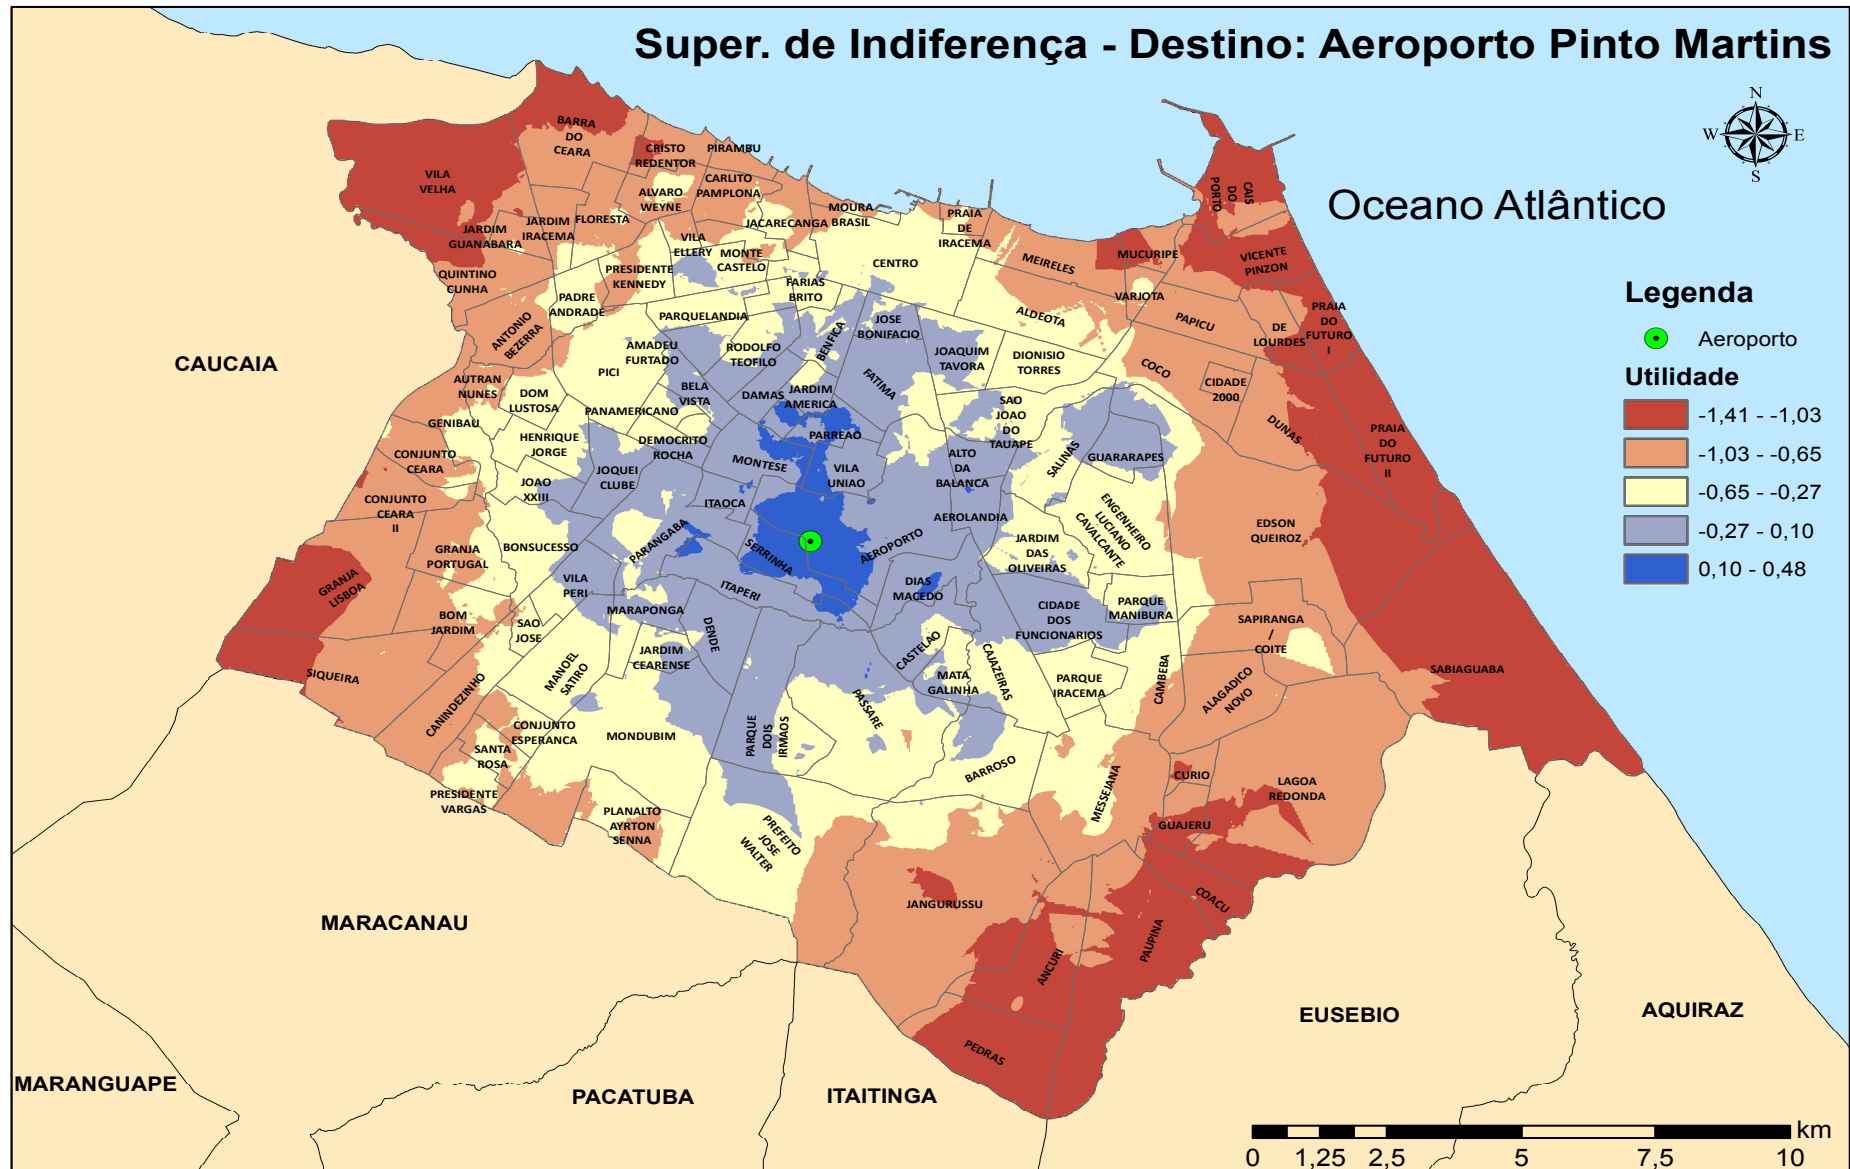 Super. de Indiferença - Destino: Aeroporto Pinto Martins
N
W
E
S
Oceano Atlântico
Legenda
Aeroporto
Utilidade
-1,41 - -1,03
-1,03 - -0,65
-0,65 - -0,27
-0,27 - 0,10
0,10 - 0,48
BARRA
DO
CEARA
CRISTO
REDENTOR
PIRAMBU
VILA
VELHA
ALVARO
WEYNE
CARLITO
PAMPLONA
CAIS
DO
PORTO
JARDIM
GUANABARA
JARDIM
IRACEMA
FLORESTA
JACARECANGA
MOURA
BRASIL
PRAIA
DE
IRACEMA
VILA
ELLERY
MONTE
CASTELO
CENTRO
MEIRELES
MUCURIPE
VICENTE
PINZON
QUINTINO
CUNHA
PRESIDENTE
KENNEDY
PADRE
ANDRADE
FARIAS
BRITO
VARJOTA
ANTONIO
BEZERRA
PARQUELANDIA
JOSE
BONIFACIO
ALDEOTA
PAPICU
DE
LOURDES
PRAIA
DO
FUTURO
I
AMADEU
FURTADO
RODOLFO
TEOFILO
BENFICA
JOAQUIM
TAVORA
DIONISIO
TORRES
COCO
CIDADE
2000
CAUCAIA
AUTRAN
NUNES
DOM
LUSTOSA
PICI
BELA
VISTA
DAMAS
JARDIM
AMERICA
FATIMA
GENIBAU
PANAMERICANO
SAO
JOAO
DO
TAUAPE
DUNAS
PRAIA
DO
FUTURO
II
HENRIQUE
JORGE
DEMOCRITO
ROCHA
PARREAO
CONJUNTO
CEARA
JOQUEI
CLUBE
MONTESE
VILA
UNIAO
ALTO
DA
BALANCA
SALINAS
GUARARAPES
JOAO
XXIII
CONJUNTO
CEARA
II
ITAOCA
AEROLANDIA
ENGENHEIRO
LUCIANO
CAVALCANTE
EDSON
QUEIROZ
GRANJA
PORTUGAL
BONSUCESSO
PARANGABA
SERRINHA
AEROPORTO
JARDIM
DAS
OLIVEIRAS
GRANJA
LISBOA
VILA
PERI
ITAPERI
DIAS
MACEDO
BOM
JARDIM
SAO
JOSE
MARAPONGA
DENDE
CIDADE
DOS
FUNCIONARIOS
PARQUE
MANIBURA
SAPIRANGA
/
COITE
SIQUEIRA
MANOEL
SATIRO
JARDIM
CEARENSE
CASTELAO
MATA
GALINHA
CAJAZEIRAS
PARQUE
IRACEMA
CAMBEBA
ALAGADICO
NOVO
SABIAGUABA
CANINDEZINHO
CONJUNTO
ESPERANCA
MONDUBIM
PARQUE
DOIS
IRMAOS
PASSARE
SANTA
ROSA
BARROSO
MESSEJANA
CURIO
LAGOA
REDONDA
PRESIDENTE
VARGAS
PLANALTO
AYRTON
SENNA
PREFEITO
JOSE
WALTER
GUAJERU
JANGURUSSU
COACU
MARACANAU
ANCURI
PAUPINA
PEDRAS
EUSEBIO
AQUIRAZ
MARANGUAPE
PACATUBA
ITAITINGA
km
0 1,25 2,5 5 7,5 10